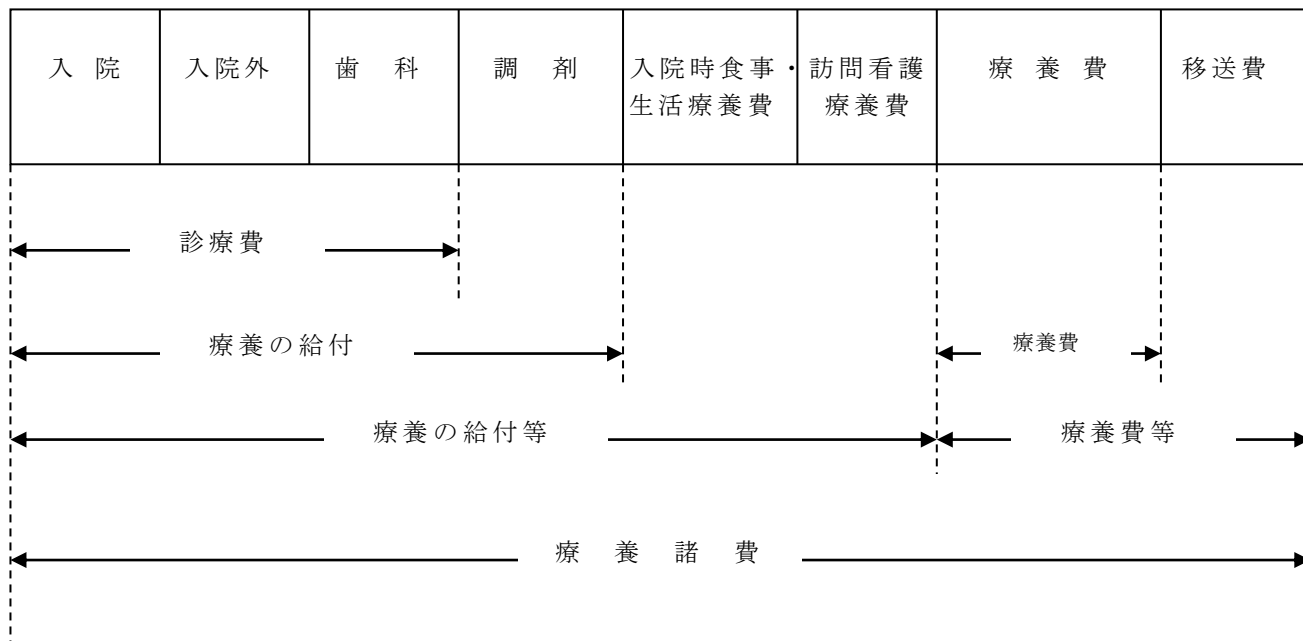 入院
入院外
歯科
調剤
入院時食事・
生活療養費
訪問看護
療養費
療養費
移送費
診療費
療養の給付
療養費
療養の給付等
療養費等
療養諸費